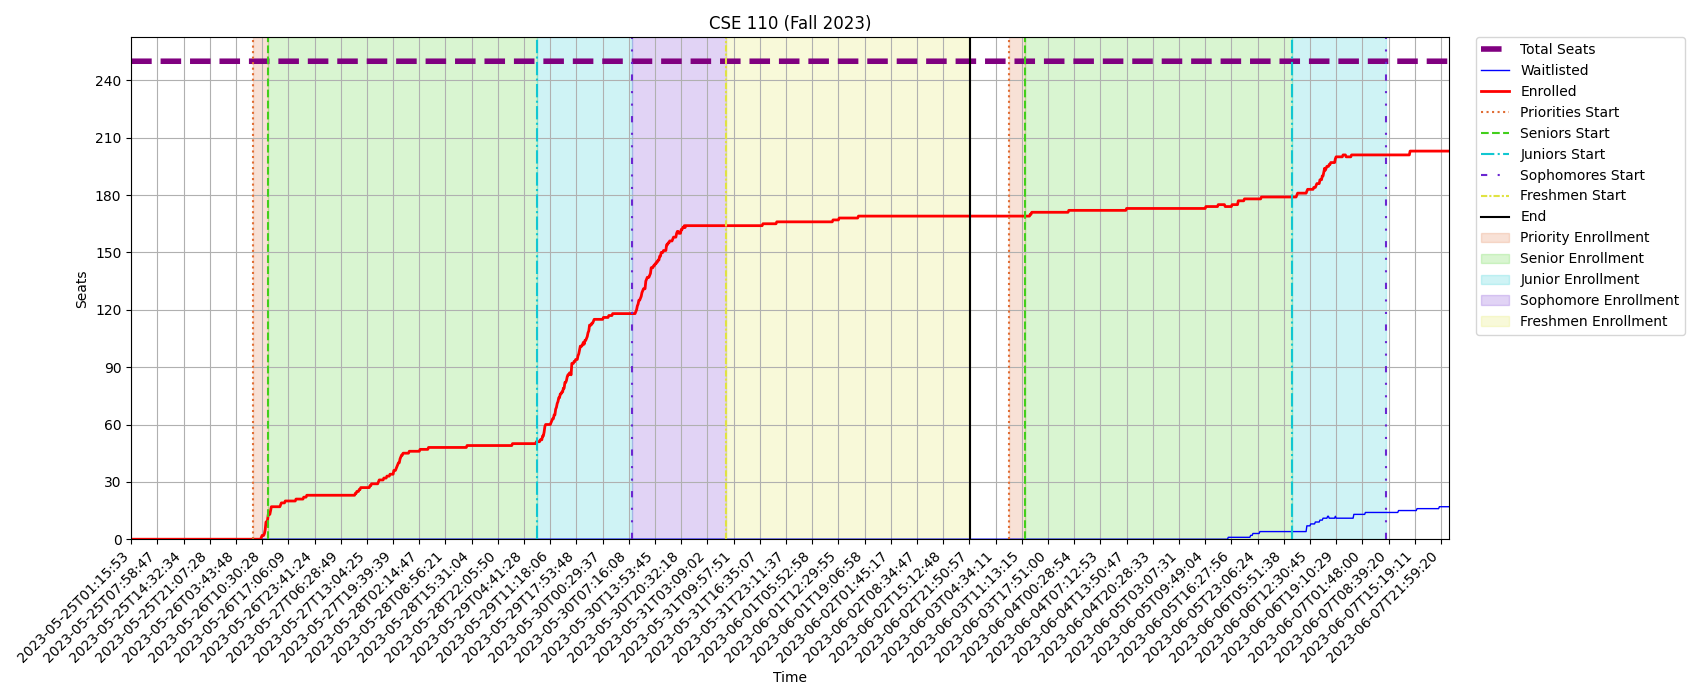 CSE 110 (Fall 2023)
Seats
240
210
180
150
120
90
60
30
0
2023-05-25T01:15:53
2023-05-25T07:58:47
2023-05-25T14:32:34
2023-05-25T21:07:28
2023-05-26T03:43:48
2023-05-26T10:30:28
2023-05-26T17:06:09
2023-05-26T23:41:24
2023-05-27T06:28:49
2023-05-27T13:04:25
2023-05-27T19:39:39
2023-05-28T02:14:47
2023-05-28T08:56:21
2023-05-28T15:31:04
2023-05-28T22:05:50
2023-05-29T04:41:28
2023-05-29T11:18:06
2023-05-29T17:53:48
2023-05-30T00:29:37
2023-05-30T07:16:08
2023-05-30T13:53:45
2023-05-30T20:32:18
2023-05-31T03:09:02
2023-05-31T09:57:51
2023-05-31T16:35:07
2023-05-31T23:11:37
2023-06-01T05:52:58
2023-06-01T12:29:55
2023-06-01T19:06:58
2023-06-02T01:45:17
2023-06-02T08:34:47
2023-06-02T15:12:48
2023-06-02T21:50:57
2023-06-03T04:34:11
2023-06-03T11:13:15
2023-06-03T17:51:00
2023-06-04T00:28:54
2023-06-04T07:12:53
2023-06-04T13:50:47
2023-06-04T20:28:33
2023-06-05T03:07:31
2023-06-05T09:49:04
2023-06-05T16:27:56
2023-06-05T23:06:24
2023-06-06T05:51:38
2023-06-06T12:30:45
2023-06-06T19:10:29
2023-06-07T01:48:00
2023-06-07T08:39:20
2023-06-07T15:19:11
2023-06-07T21:59:20
Time
Total Seats
Waitlisted
Enrolled
Priorities Start
Seniors Start
Juniors Start
Sophomores Start
Freshmen Start
End
Priority Enrollment
Senior Enrollment
Junior Enrollment
Sophomore Enrollment
Freshmen Enrollment